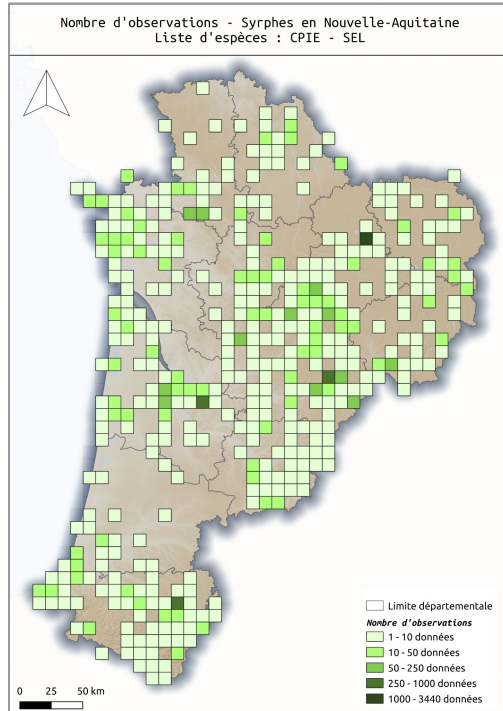 Nombre d'observations - Syrphes en Nouvelle-Aquitaine
Liste d'espèces : CPIE - SEL
Limite départementale
Nombre d'observations
1 - 10 données
10 - 50 données
50 - 250 données
250 - 1000 données
1000 - 3440 données
0 25 50 km